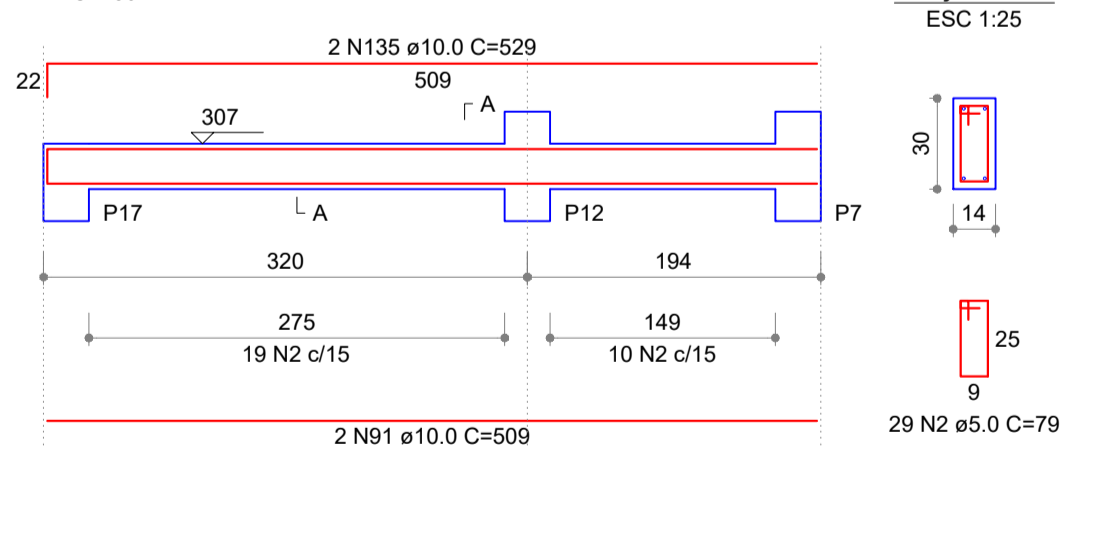 ESC 1:25
2 N135 ø10.0 C=529
22
509
A
307
30
P17
A
P12
P7
14
320
194
275
149
19 N2 c/15
10 N2 c/15
25
9
29 N2 ø5.0 C=79
2 N91 ø10.0 C=509